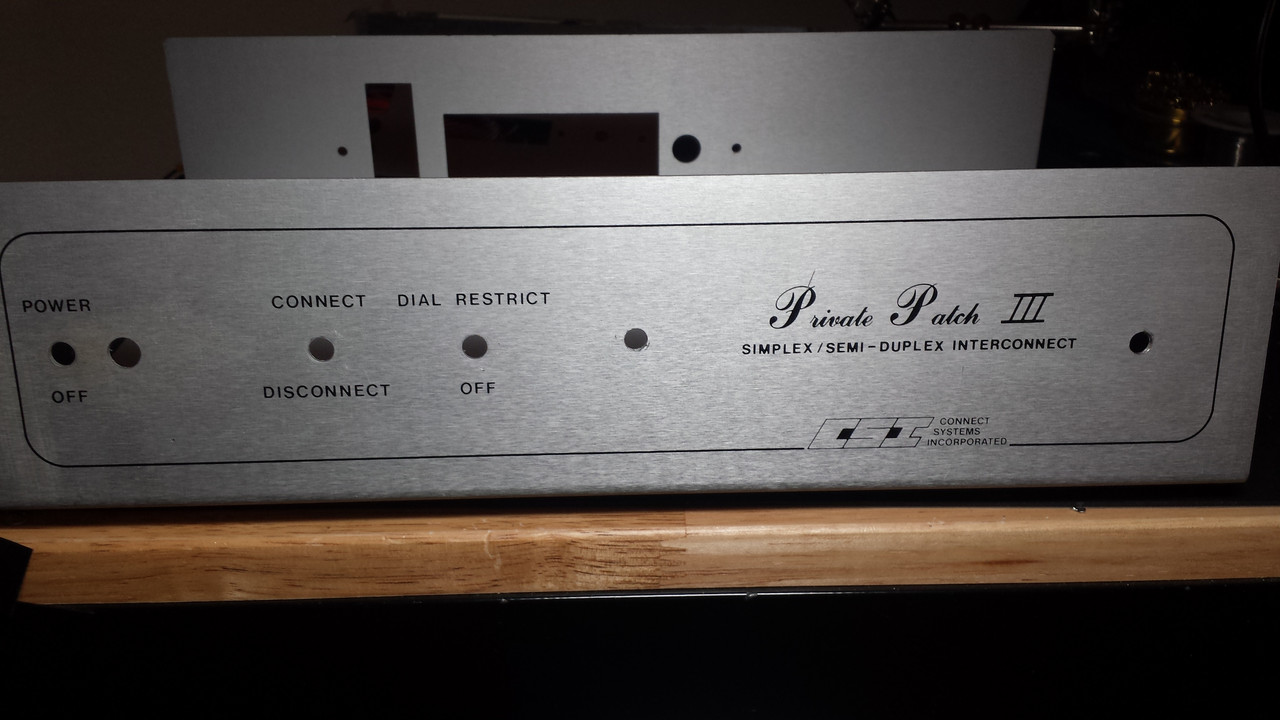 POWER
OFF
CONNECT
DISCONNECT
DIAL RESTRICT
OFF
Private Patch III
SIMPLEX/SEMI-DUPLEX INTERCONNECT
CSI
CONNECT
SYSTEMS
INCORPORATED